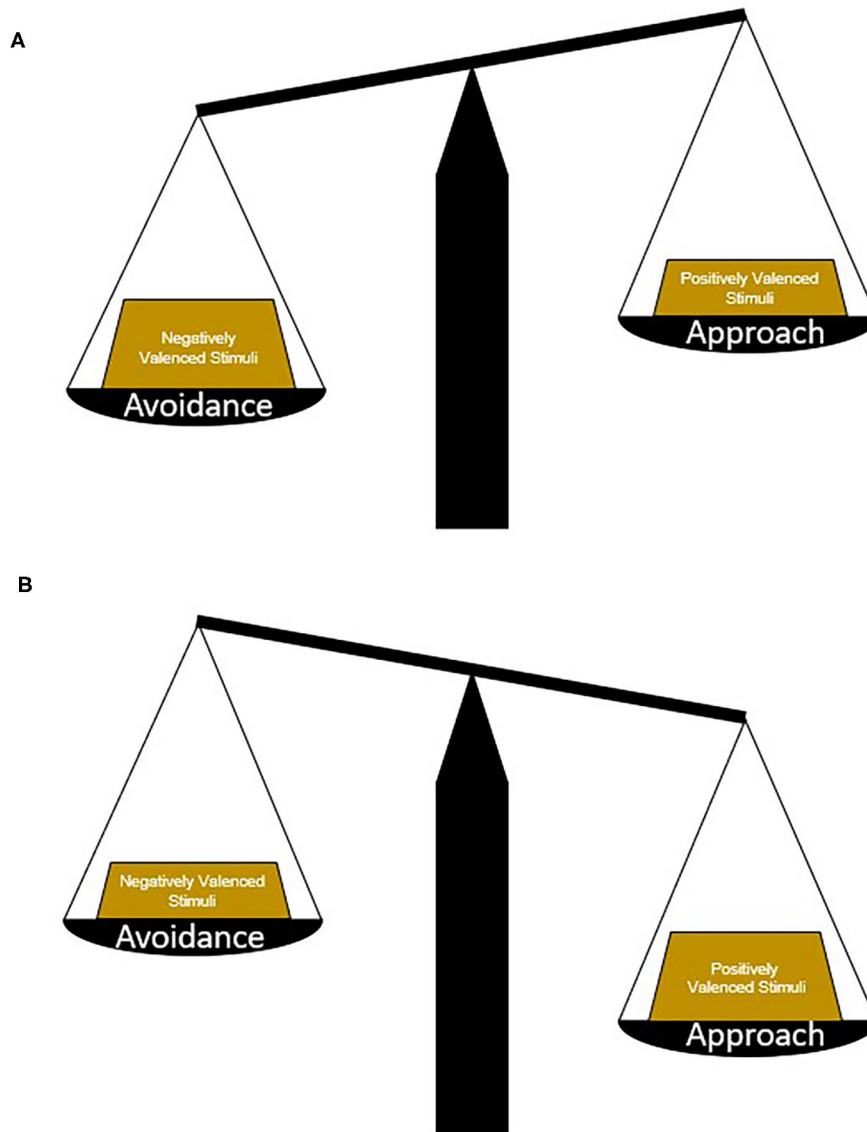 A
Positively Valenced
Stimuli
Approach
Negatively
Valenced Stimuli
Avoidance
B
Negatively Valenced
Stimuli
Avoidance
Positively
Valenced Stimuli
Approach